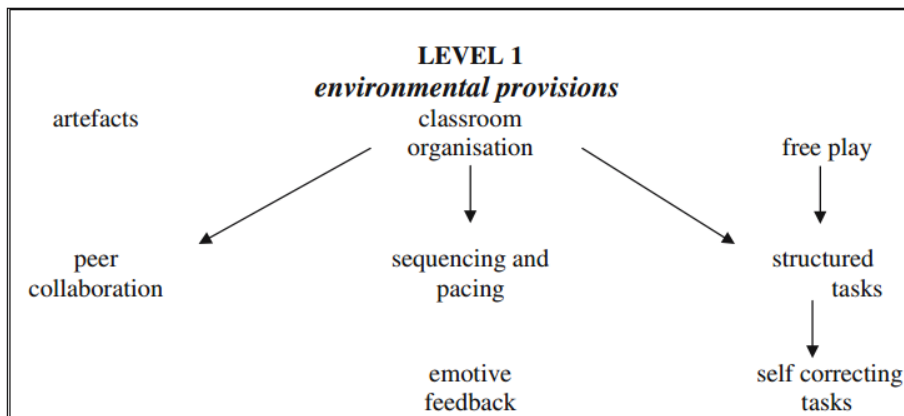 LEVEL 1
environmental provisions
artefacts
classroom
organisation
free play
peer
collaboration
sequencing and
pacing
structured
tasks
emotive
feedback
self correcting
tasks